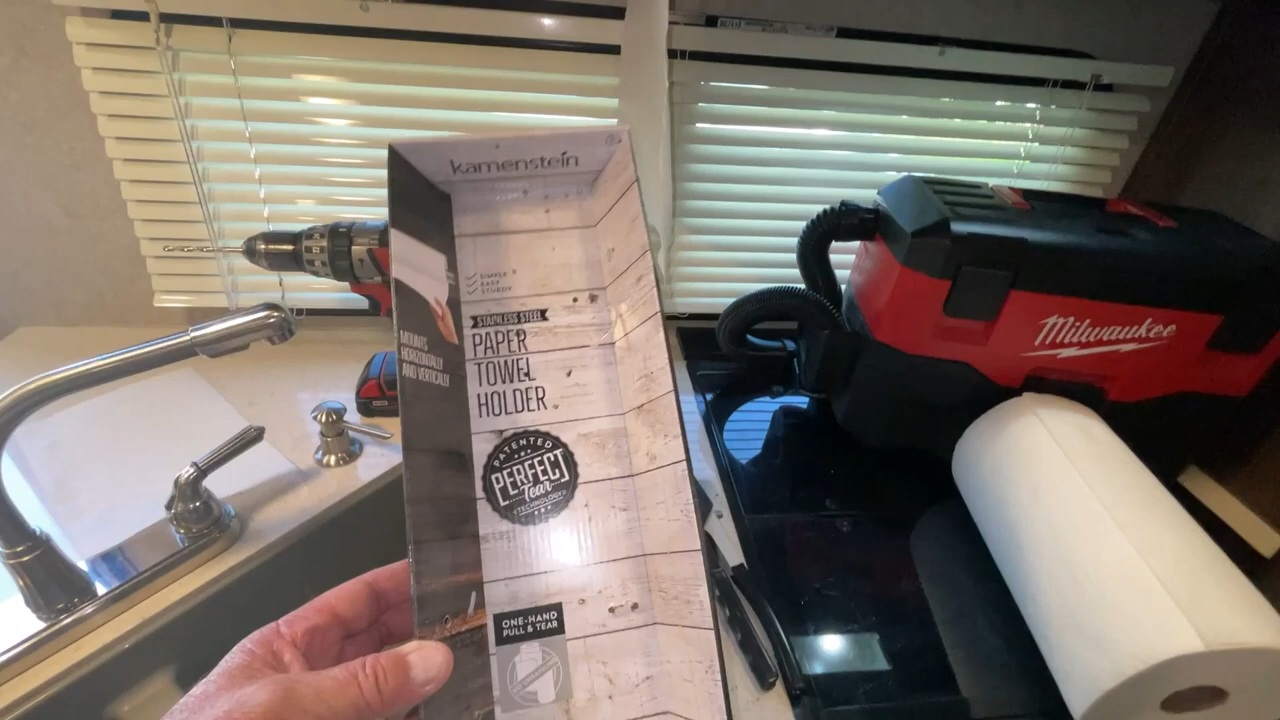 kamenstein
SIMPLE
EASY
STURDY
STAINLESS STEEL
PAPER
TOWEL
HOLDER
MOUNTS
HORIZONTALLY
AND VERTICALLY
PATENTED
PERFECT
Tear
TECHNOLOGY
ONE-HAND
PULL & TEAR
Milwaukee